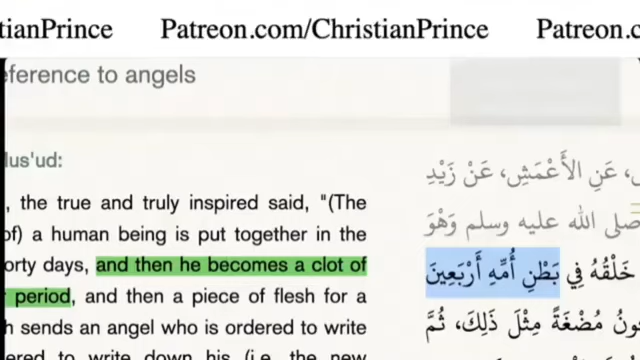 tianPrince Patreon.com/ChristianPrince Patreon.c
eference to angels
lus'ud:
, the true and truly inspired said, "(The
of) a human being is put together in the
orty days, and then he becomes a clot of
period, and then a piece of flesh for a
h sends an angel who is ordered to write
ered to write down his (i.e. the new
عَنِ الأَعْمَشِ، عَنْ زَيْدِ
صلى الله عليه وسلم وَهْوَ
خَلْقُهُ فِي بَطْنِ أُمِّهِ أَرْبَعِينَ
مُضْغَةً مِثْلَ ذَلِكَ، ثُمَّ